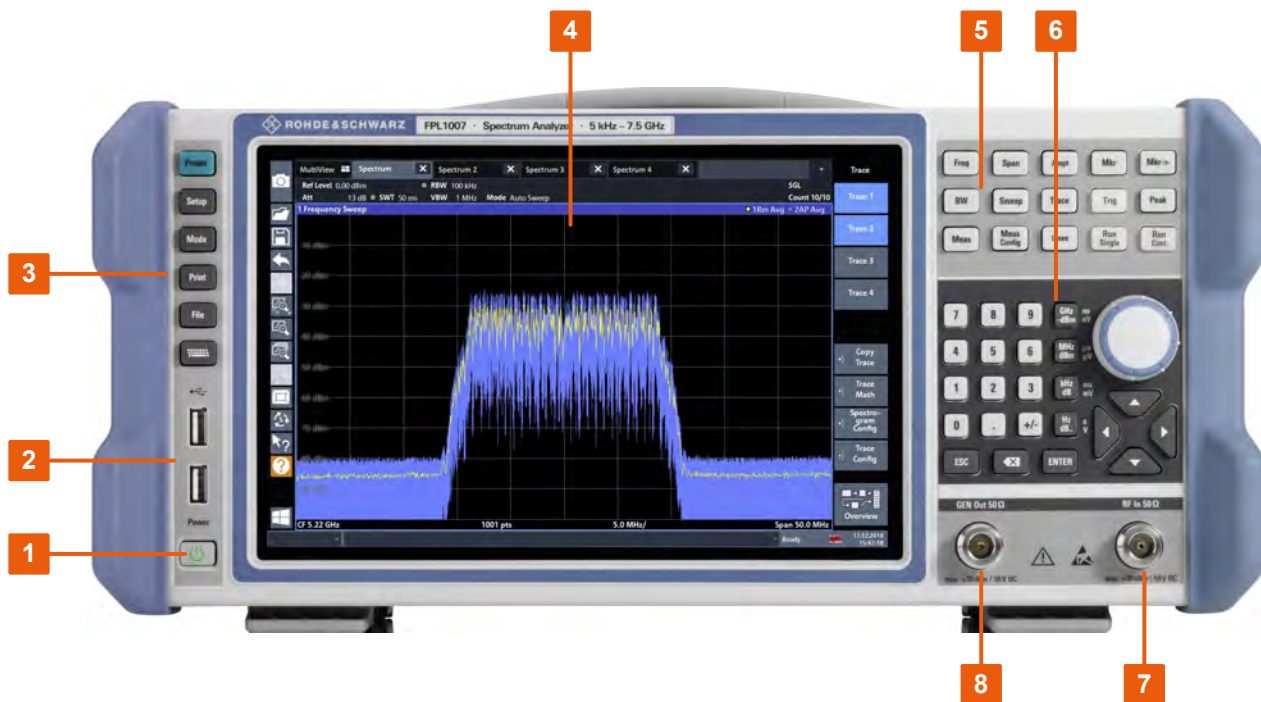 4
5
6
ROHDE&SCHWARZ
FPL1007 · Spectrum Analyzer · 5 kHz – 7.5 GHz
Preset
Setup
Mode
Print
File
3
2
Power
1
MultiView Spectrum Spectrum 2 Spectrum 3 Spectrum 4
Trace
Ref Level 0.00 dBm RBW 100 kHz SGL
Att 13 dB SWT 50 ms VBW 1 MHz Mode Auto Sweep Count 10/10
1 Frequency Sweep 1Rm Avg 2AP Avg
Trace 1
Trace 2
Trace 3
Trace 4
Copy
Trace
Trace
Math
Spectro-
gram
Config
Trace
Config
Overview
CF 5.22 GHz 1001 pts 5.0 MHz/ Span 50.0 MHz
Ready
Freq Span Ampt Mkr Mkr->
BW Sweep Trace Trig Peak
Meas Meas Config Lines Run Single Run Cont
7 8 9 GHz -dBm
4 5 6 MHz dBm
1 2 3 kHz dB
0 . +/- Hz dB..
ESC ENTER
GEN Out 50 Ω
RF In 50 Ω
8
7